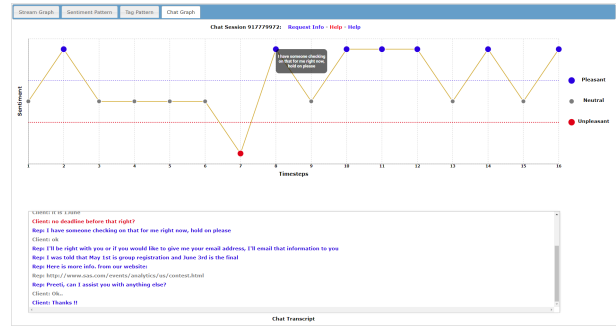 Stream Graph
Sentiment Pattern
Tag Pattern
Chat Graph
Chat Session 917779972: Request Info - Help - Help
I have someone checking
on that for me right now,
hold on please
Pleasant
Neutral
Unpleasant
Sentiment
1 2 3 4 5 6 7 8 9 10 11 12 13 14 15 16
Timesteps
Client: it is 1June
Client: no deadline before that right?
Rep: I have someone checking on that for me right now, hold on please
Client: ok
Rep: I'll be right with you or if you would like to give me your email address, I'll email that information to you
Rep: I was told that May 1st is group registration and June 3rd is the final
Rep: Here is more info. from our website:
Rep: http://www.sas.com/events/analytics/us/contest.html
Rep: Preeti, can I assist you with anything else?
Client: Ok..
Client: Thanks !!
Chat Transcript